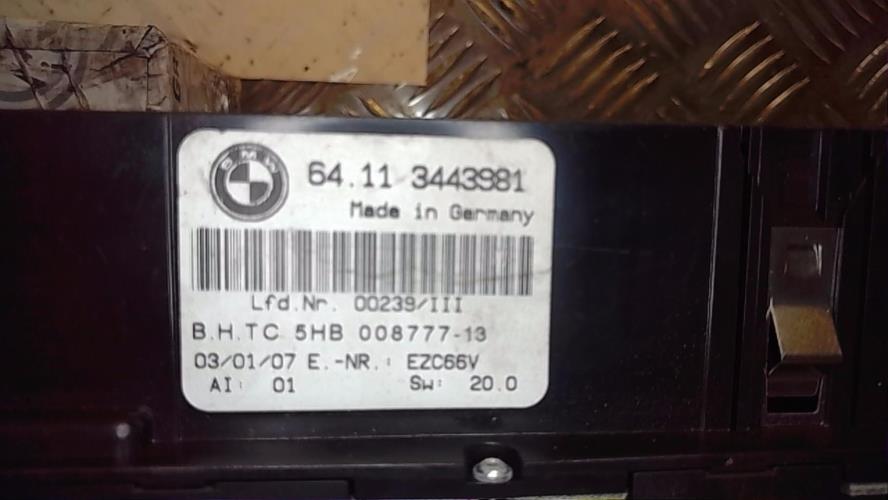 BMW
64.11 3443981
Made in Germany
Lfd.Nr. 00239/III
B.H.TC 5HB 008777-13
03/01/07 E.-NR.: EZC66V
AI: 01 SW: 20.0